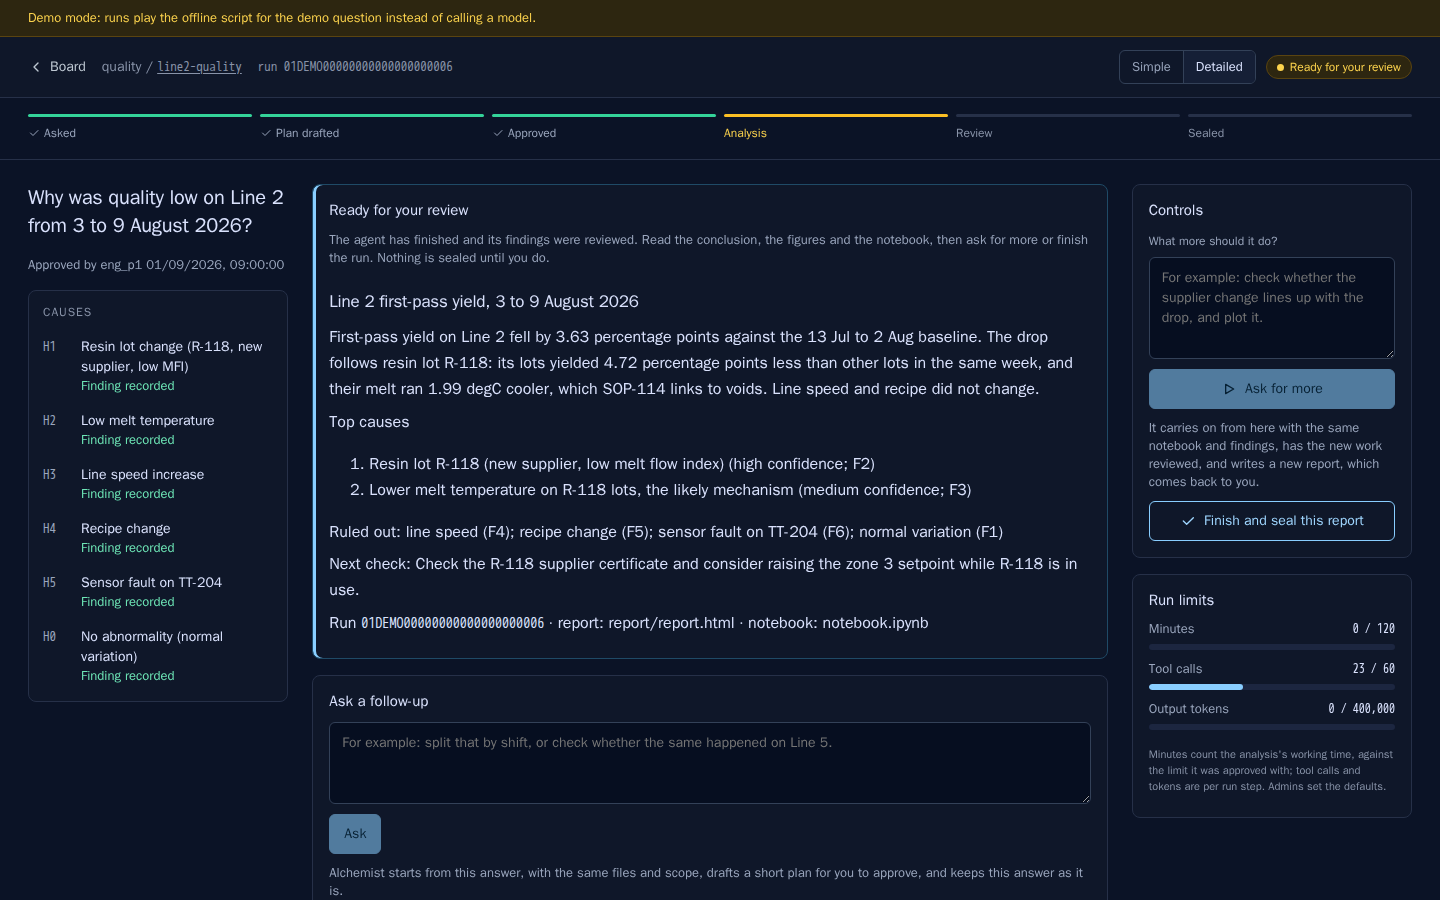 Demo mode: runs play the offline script for the demo question instead of calling a model.
Board quality / line2-quality run 01DEMO00000000000000000006
Simple Detailed Ready for your review
Asked Plan drafted Approved Analysis Review Sealed
Why was quality low on Line 2
from 3 to 9 August 2026?
Approved by eng_p1 01/09/2026, 09:00:00
CAUSES
H1 Resin lot change (R-118, new
supplier, low MFI)
Finding recorded
H2 Low melt temperature
Finding recorded
H3 Line speed increase
Finding recorded
H4 Recipe change
Finding recorded
H5 Sensor fault on TT-204
Finding recorded
H0 No abnormality (normal
variation)
Finding recorded
Ready for your review
The agent has finished and its findings were reviewed. Read the conclusion, the figures and the notebook, then ask for more or finish
the run. Nothing is sealed until you do.
Line 2 first-pass yield, 3 to 9 August 2026
First-pass yield on Line 2 fell by 3.63 percentage points against the 13 Jul to 2 Aug baseline. The drop
follows resin lot R-118: its lots yielded 4.72 percentage points less than other lots in the same week, and
their melt ran 1.99 degC cooler, which SOP-114 links to voids. Line speed and recipe did not change.
Top causes
1. Resin lot R-118 (new supplier, low melt flow index) (high confidence; F2)
2. Lower melt temperature on R-118 lots, the likely mechanism (medium confidence; F3)
Ruled out: line speed (F4); recipe change (F5); sensor fault on TT-204 (F6); normal variation (F1)
Next check: Check the R-118 supplier certificate and consider raising the zone 3 setpoint while R-118 is in
use.
Run 01DEMO00000000000000000006 · report: report/report.html · notebook: notebook.ipynb
Ask a follow-up
For example: split that by shift, or check whether the same happened on Line 5.
Ask
Alchemist starts from this answer, with the same files and scope, drafts a short plan for you to approve, and keeps this answer as it
is.
Controls
What more should it do?
For example: check whether the
supplier change lines up with the
drop, and plot it.
Ask for more
It carries on from here with the same
notebook and findings, has the new work
reviewed, and writes a new report, which
comes back to you.
Finish and seal this report
Run limits
Minutes 0 / 120
Tool calls 23 / 60
Output tokens 0 / 400,000
Minutes count the analysis's working time, against
the limit it was approved with; tool calls and
tokens are per run step. Admins set the defaults.